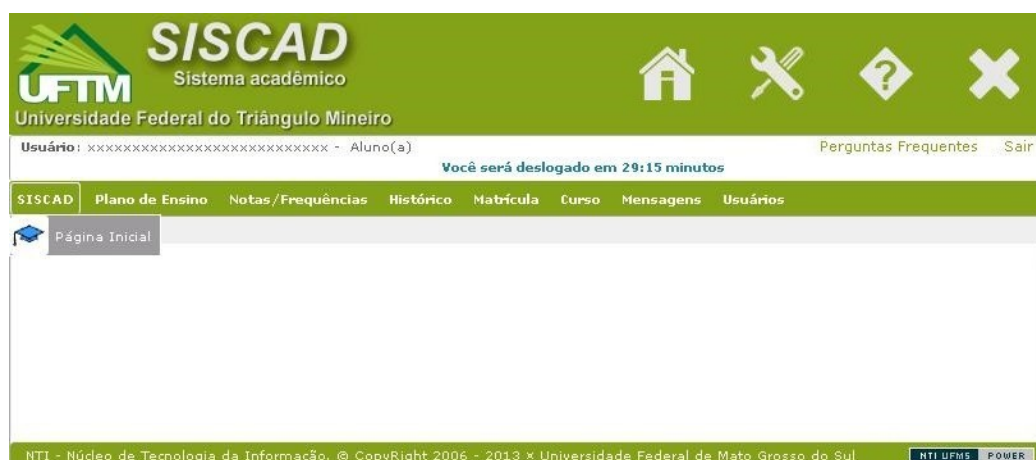 SISCAD
Sistema acadêmico
UFTM
Universidade Federal do Triângulo Mineiro
?
Usuário: xxxxxxxxxxxxxxxxxxxxxxxxxxx - Aluno(a)
Perguntas Frequentes Sair
Você será deslogado em 29:15 minutos
SISCAD Plano de Ensino Notas/Frequências Histórico Matrícula Curso Mensagens Usuários
Página Inicial
NTI - Núcleo de Tecnologia da Informação. © CopyRight 2006 - 2013 × Universidade Federal de Mato Grosso do Sul NTI UFMS POWER